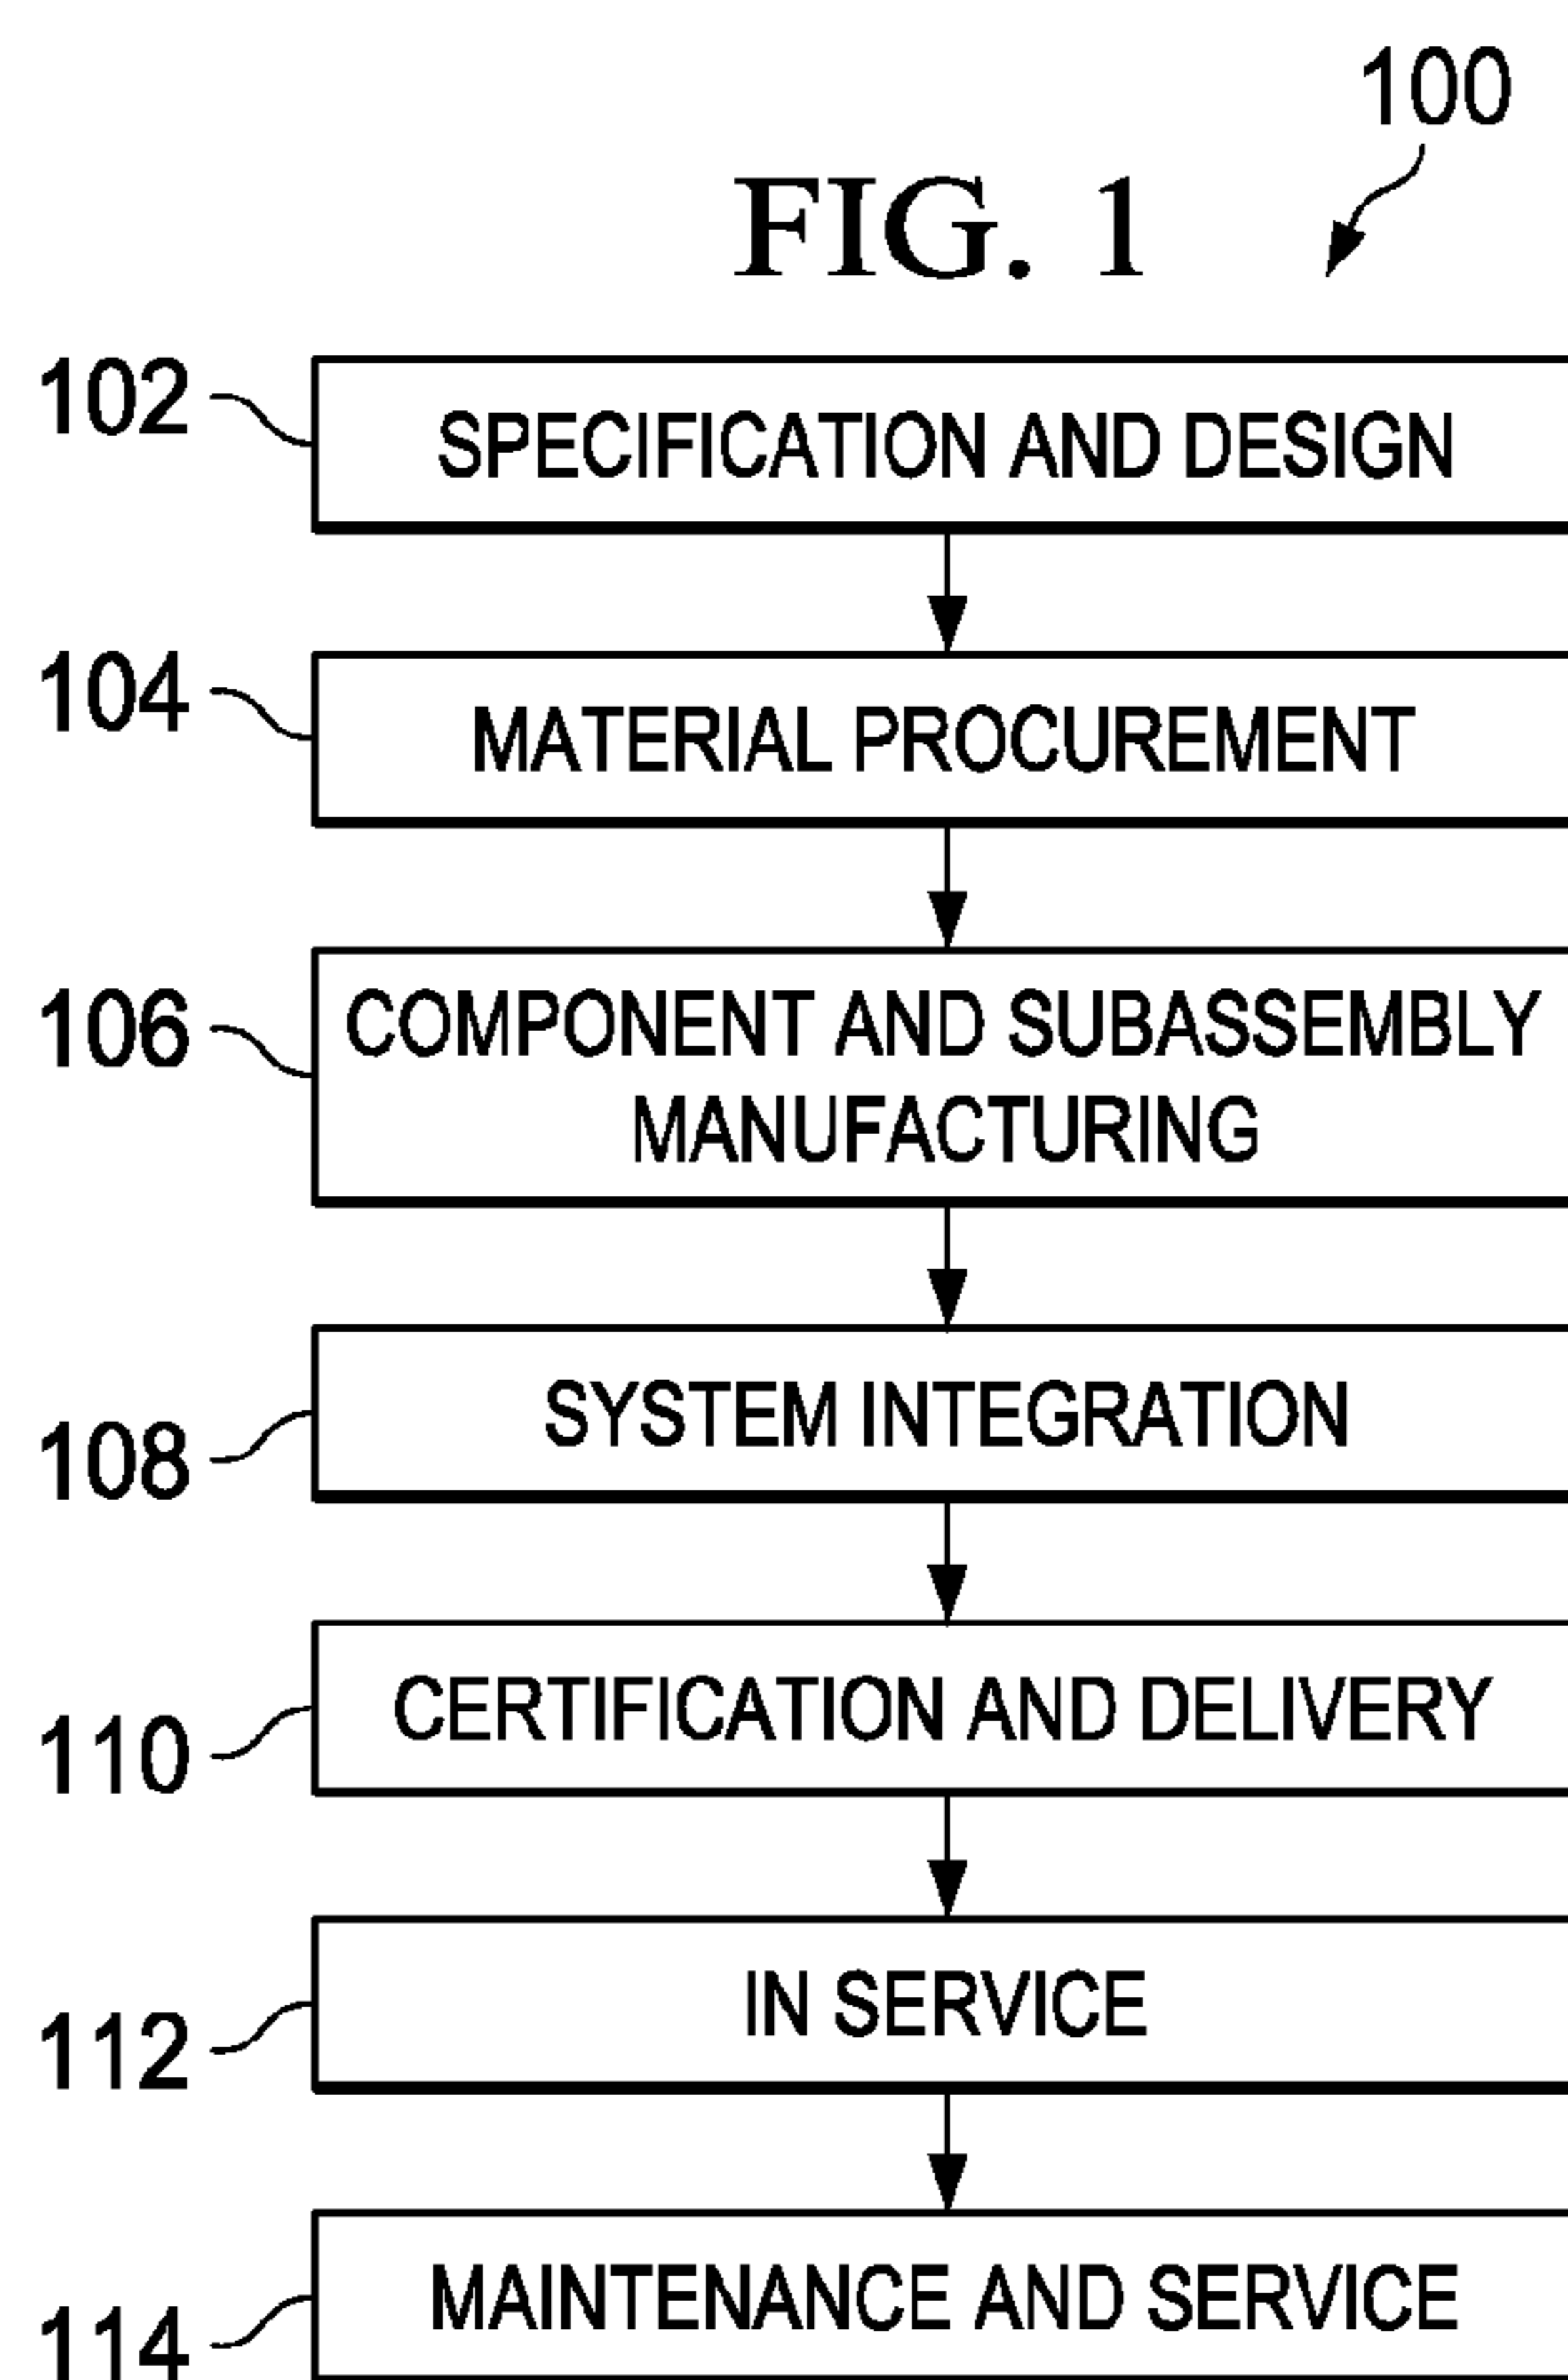 100
FIG. 1
102
SPECIFICATION AND DESIGN
104
MATERIAL PROCUREMENT
106
COMPONENT AND SUBASSEMBLY
MANUFACTURING
108
SYSTEM INTEGRATION
110
CERTIFICATION AND DELIVERY
112
IN SERVICE
114
MAINTENANCE AND SERVICE